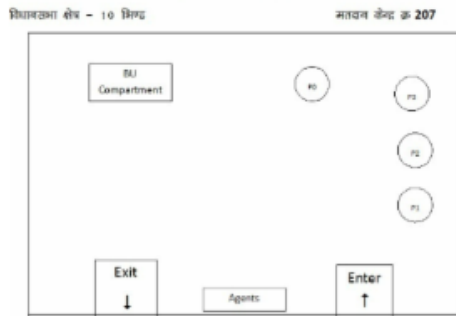 विधानसभा क्षेत्र - 10 भिण्ड
मतदान केन्द्र क्र 207
BU
Compartment
P0
P3
P2
P1
Exit
Enter
Agents